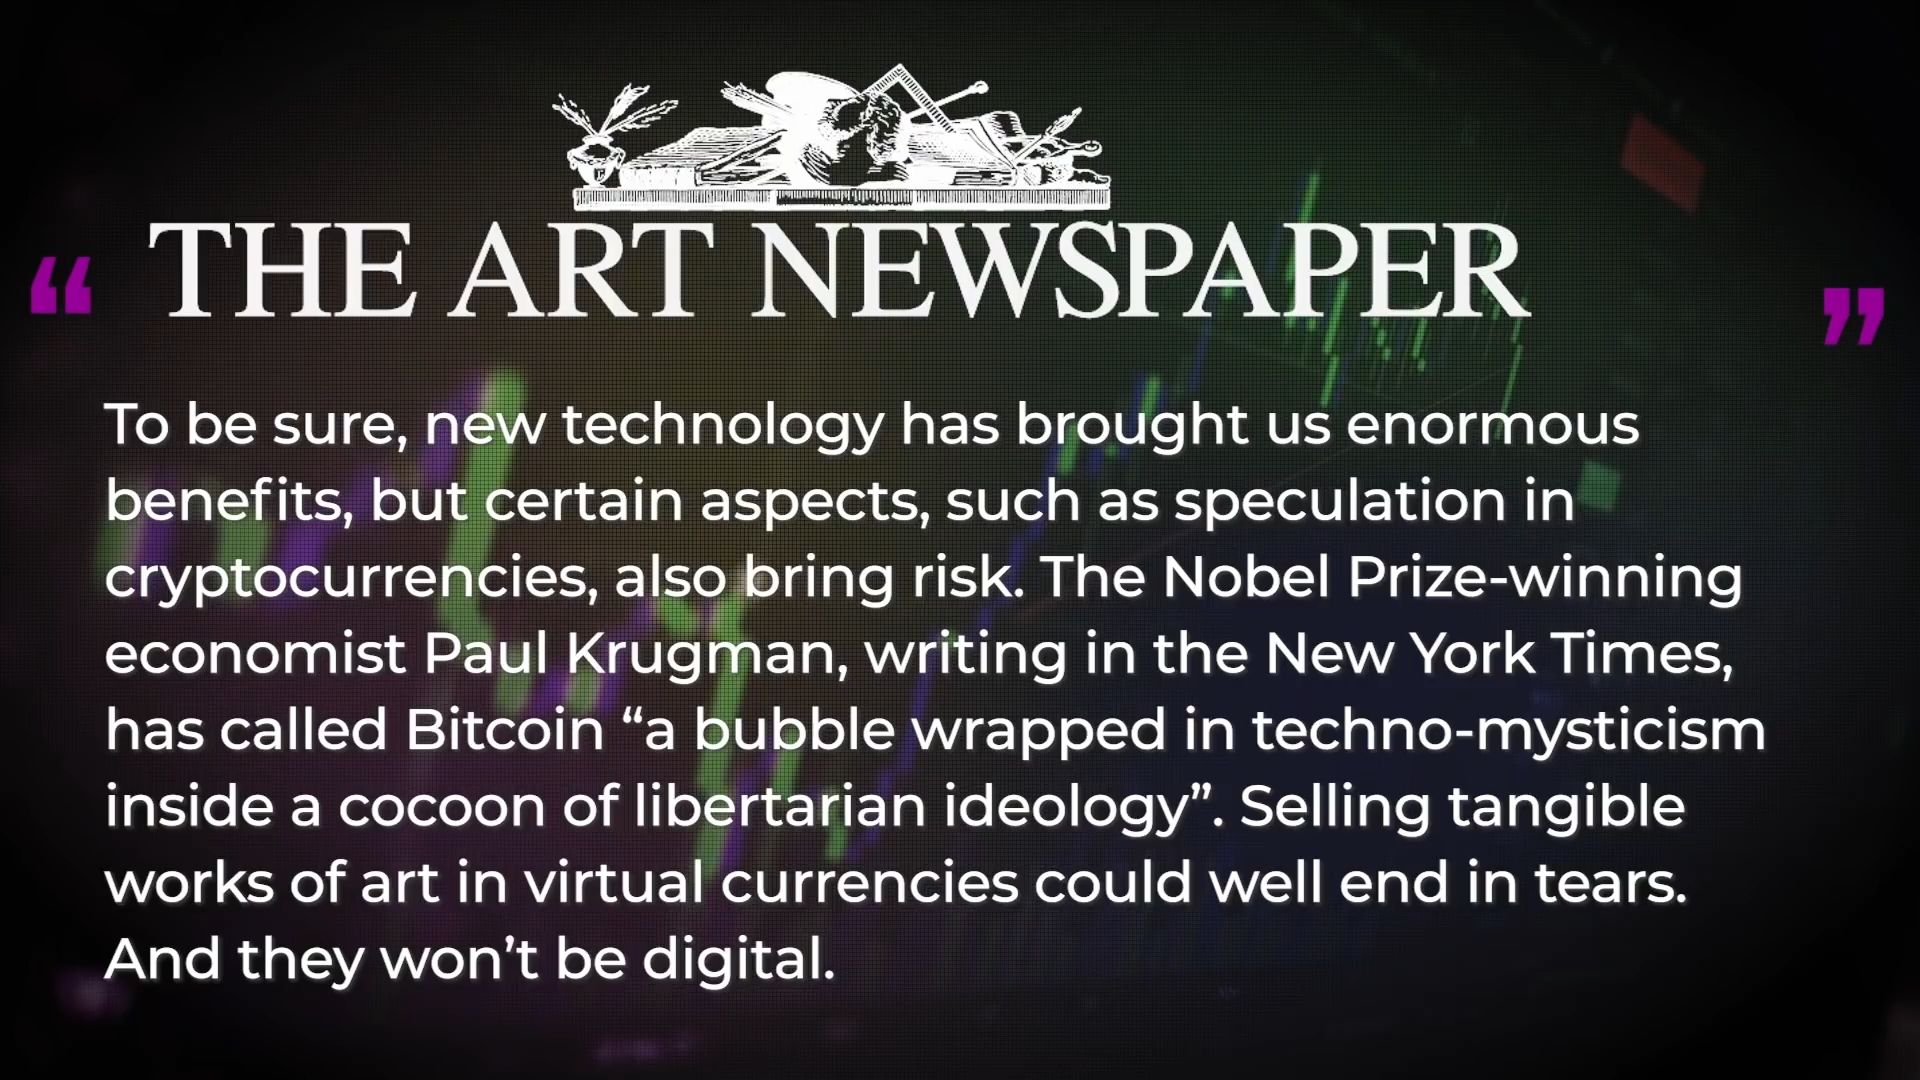 THE ART NEWSPAPER
“ ”
To be sure, new technology has brought us enormous
benefits, but certain aspects, such as speculation in
cryptocurrencies, also bring risk. The Nobel Prize-winning
economist Paul Krugman, writing in the New York Times,
has called Bitcoin “a bubble wrapped in techno-mysticism
inside a cocoon of libertarian ideology”. Selling tangible
works of art in virtual currencies could well end in tears.
And they won’t be digital.